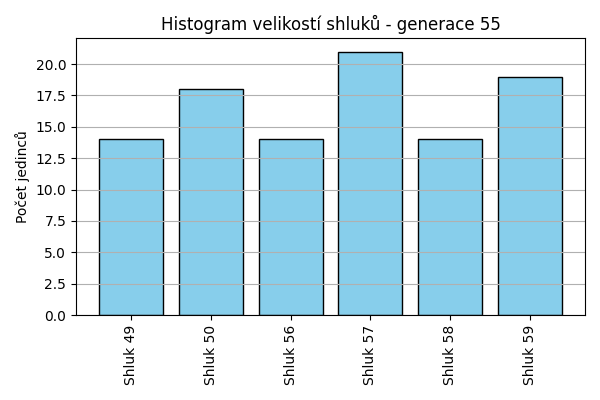 Histogram velikostí shluků - generace 55
Počet jedinců
20.0
17.5
15.0
12.5
10.0
7.5
5.0
2.5
0.0
Shluk 49
Shluk 50
Shluk 56
Shluk 57
Shluk 58
Shluk 59